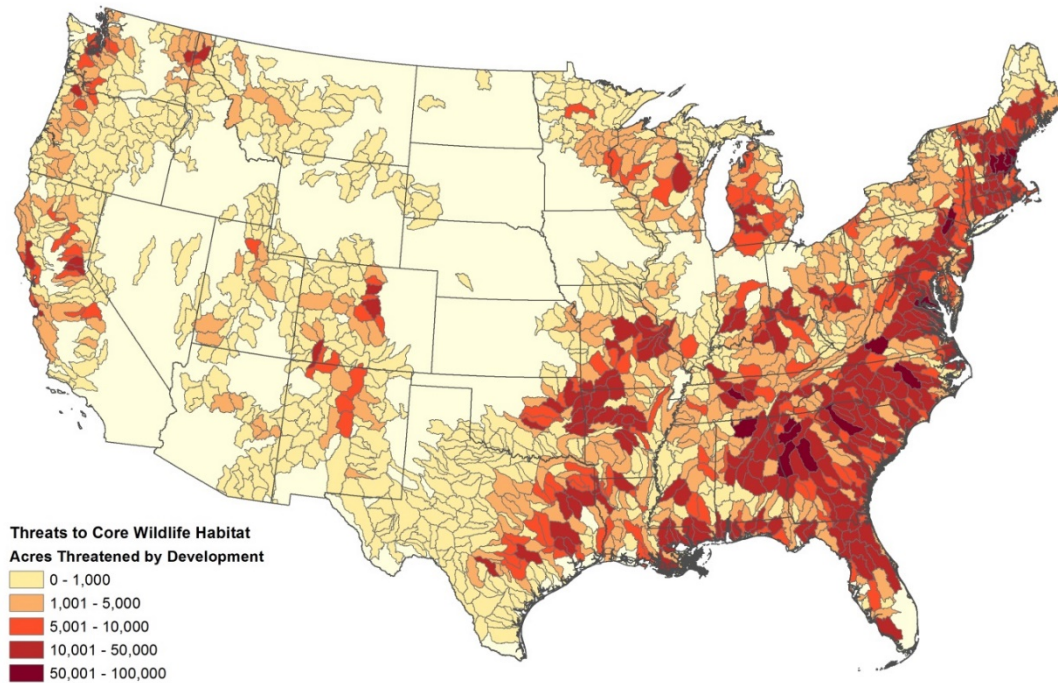 Threats to Core Wildlife Habitat
Acres Threatened by Development
0 - 1,000
1,001 - 5,000
5,001 - 10,000
10,001 - 50,000
50,001 - 100,000